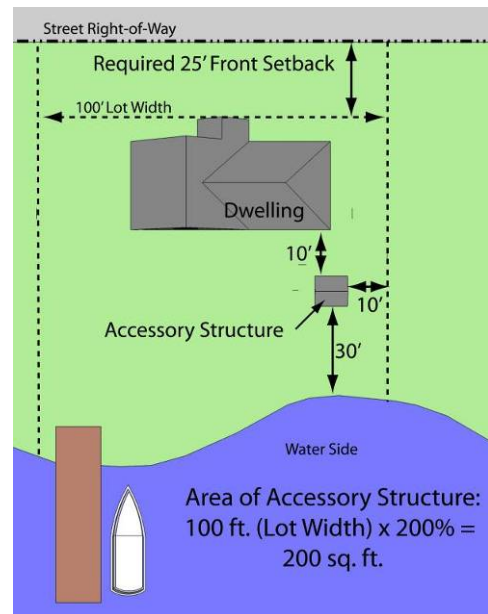 Street Right-of-Way
Required 25' Front Setback
100' Lot Width
Dwelling
10'
10'
Accessory Structure
30'
Water Side
Area of Accessory Structure:
100 ft. (Lot Width) x 200% =
200 sq. ft.